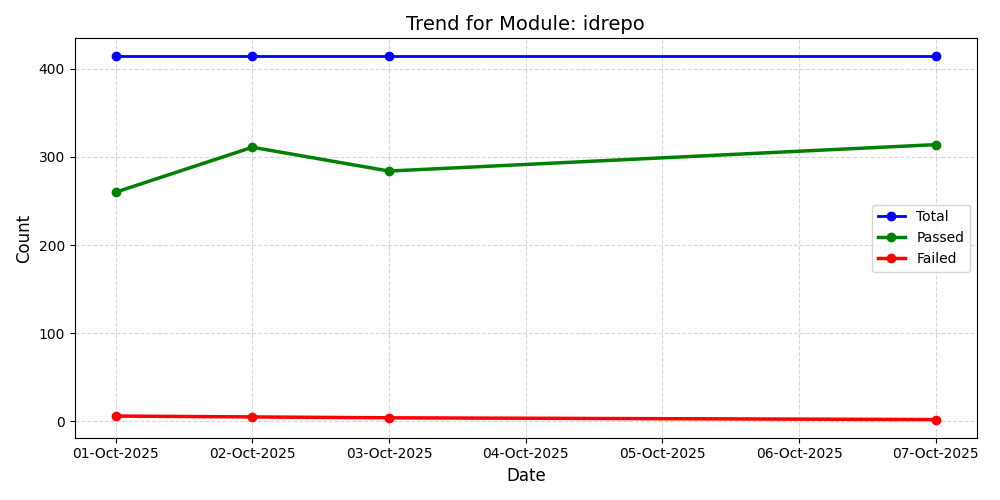 Trend for Module: idrepo
Count
400
300
200
100
0
Total
Passed
Failed
01-Oct-2025 02-Oct-2025 03-Oct-2025 04-Oct-2025 05-Oct-2025 06-Oct-2025 07-Oct-2025
Date